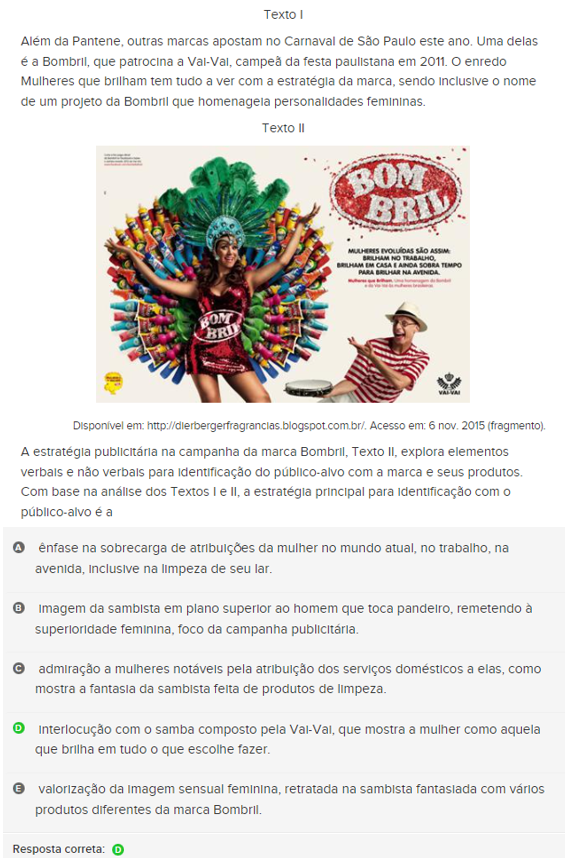 Texto I
Além da Pantene, outras marcas apostam no Carnaval de São Paulo este ano. Uma delas
é a Bombril, que patrocina a Vai-Vai, campeã da festa paulistana em 2011. O enredo
Mulheres que brilham tem tudo a ver com a estratégia da marca, sendo inclusive o nome
de um projeto da Bombril que homenageia personalidades femininas.
Texto II
BOM
BRIL
MULHERES EVOLUÍDAS SÃO ASSIM:
BRILHAM NO TRABALHO,
BRILHAM EM CASA E AINDA SOBRA TEMPO
PARA BRILHAR NA AVENIDA.
Mulheres que Brilham. Uma homenagem da Bombril
e da Vai-Vai às mulheres brasileiras.
BOM
BRIL
VAI-VAI
Disponível em: http://dierbergerfragrancias.blogspot.com.br/. Acesso em: 6 nov. 2015 (fragmento).
A estratégia publicitária na campanha da marca Bombril, Texto II, explora elementos
verbais e não verbais para identificação do público-alvo com a marca e seus produtos.
Com base na análise dos Textos I e II, a estratégia principal para identificação com o
público-alvo é a
A ênfase na sobrecarga de atribuições da mulher no mundo atual, no trabalho, na
avenida, inclusive na limpeza de seu lar.
B imagem da sambista em plano superior ao homem que toca pandeiro, remetendo à
superioridade feminina, foco da campanha publicitária.
C admiração a mulheres notáveis pela atribuição dos serviços domésticos a elas, como
mostra a fantasia da sambista feita de produtos de limpeza.
D interlocução com o samba composto pela Vai-Vai, que mostra a mulher como aquela
que brilha em tudo o que escolhe fazer.
E valorização da imagem sensual feminina, retratada na sambista fantasiada com vários
produtos diferentes da marca Bombril.
Resposta correta: D